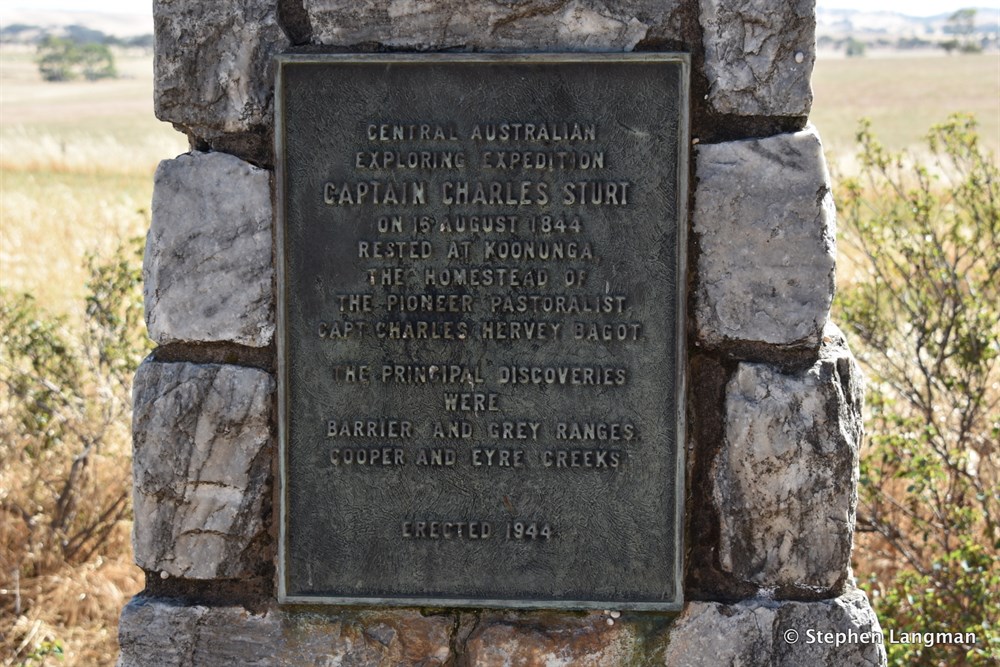 CENTRAL AUSTRALIAN
EXPLORING EXPEDITION
CAPTAIN CHARLES STURT
ON 15 AUGUST 1844
RESTED AT KOONUNGA
THE HOMESTEAD OF
THE PIONEER PASTORALIST,
CAPT CHARLES HERVEY BAGOT
THE PRINCIPAL DISCOVERIES
WERE
BARRIER AND GREY RANGES
COOPER AND EYRE CREEKS
ERECTED 1944
© Stephen Langman